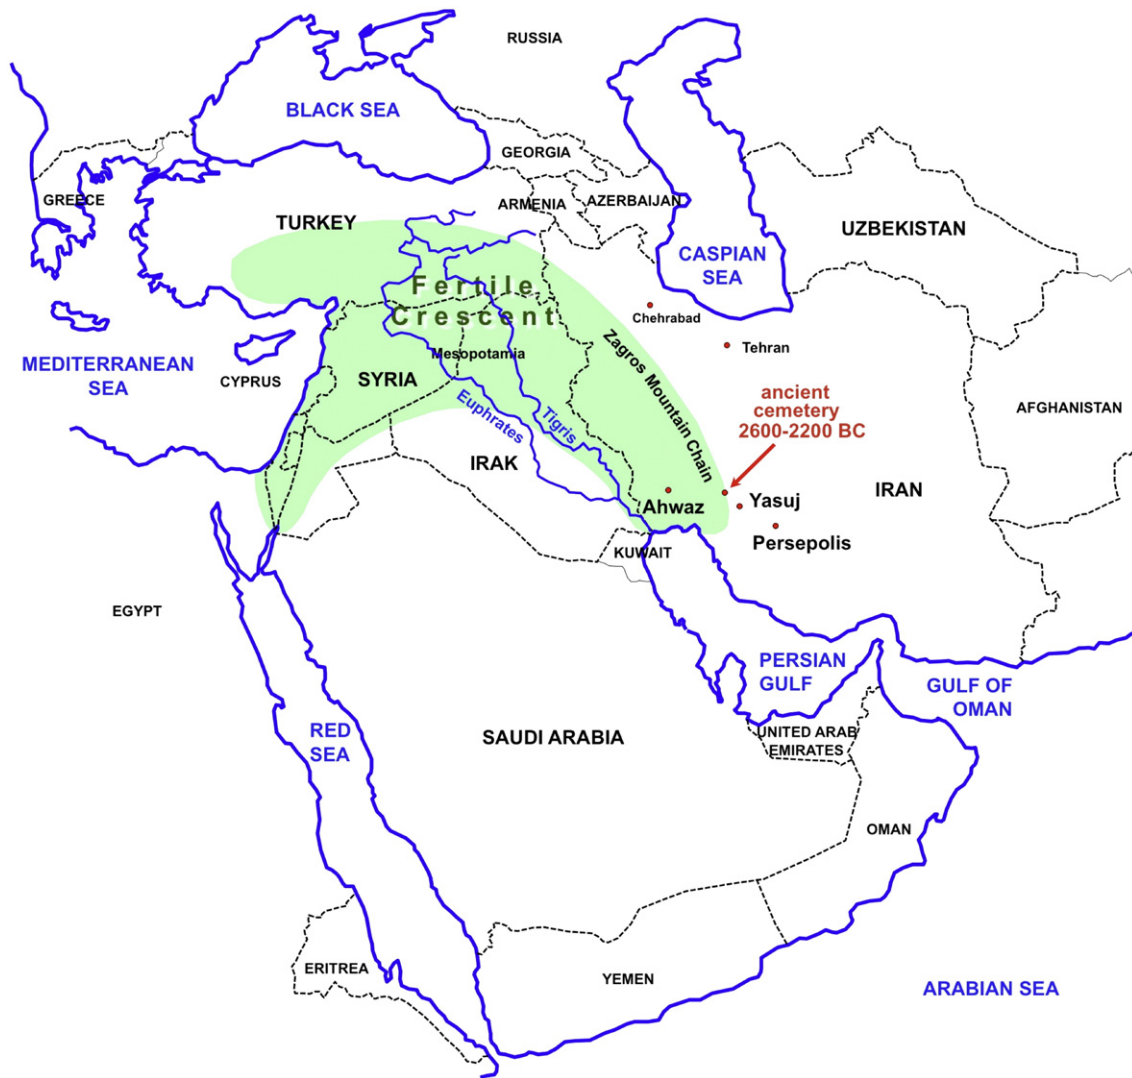 RUSSIA
BLACK SEA
GEORGIA
GREECE
ARMENIA
AZERBAIJAN
TURKEY
UZBEKISTAN
CASPIAN
SEA
Fertile
Crescent
Chehrabad
Mesopotamia
Tehran
MEDITERRANEAN
SEA
CYPRUS
SYRIA
Zagros Mountain Chain
ancient
cemetery
2600-2200 BC
AFGHANISTAN
Euphrates
Tigris
IRAK
IRAN
Ahwaz
Yasuj
Persepolis
KUWAIT
EGYPT
PERSIAN
GULF
GULF OF
OMAN
RED
SEA
SAUDI ARABIA
UNITED ARAB
EMIRATES
OMAN
ERITREA
YEMEN
ARABIAN SEA